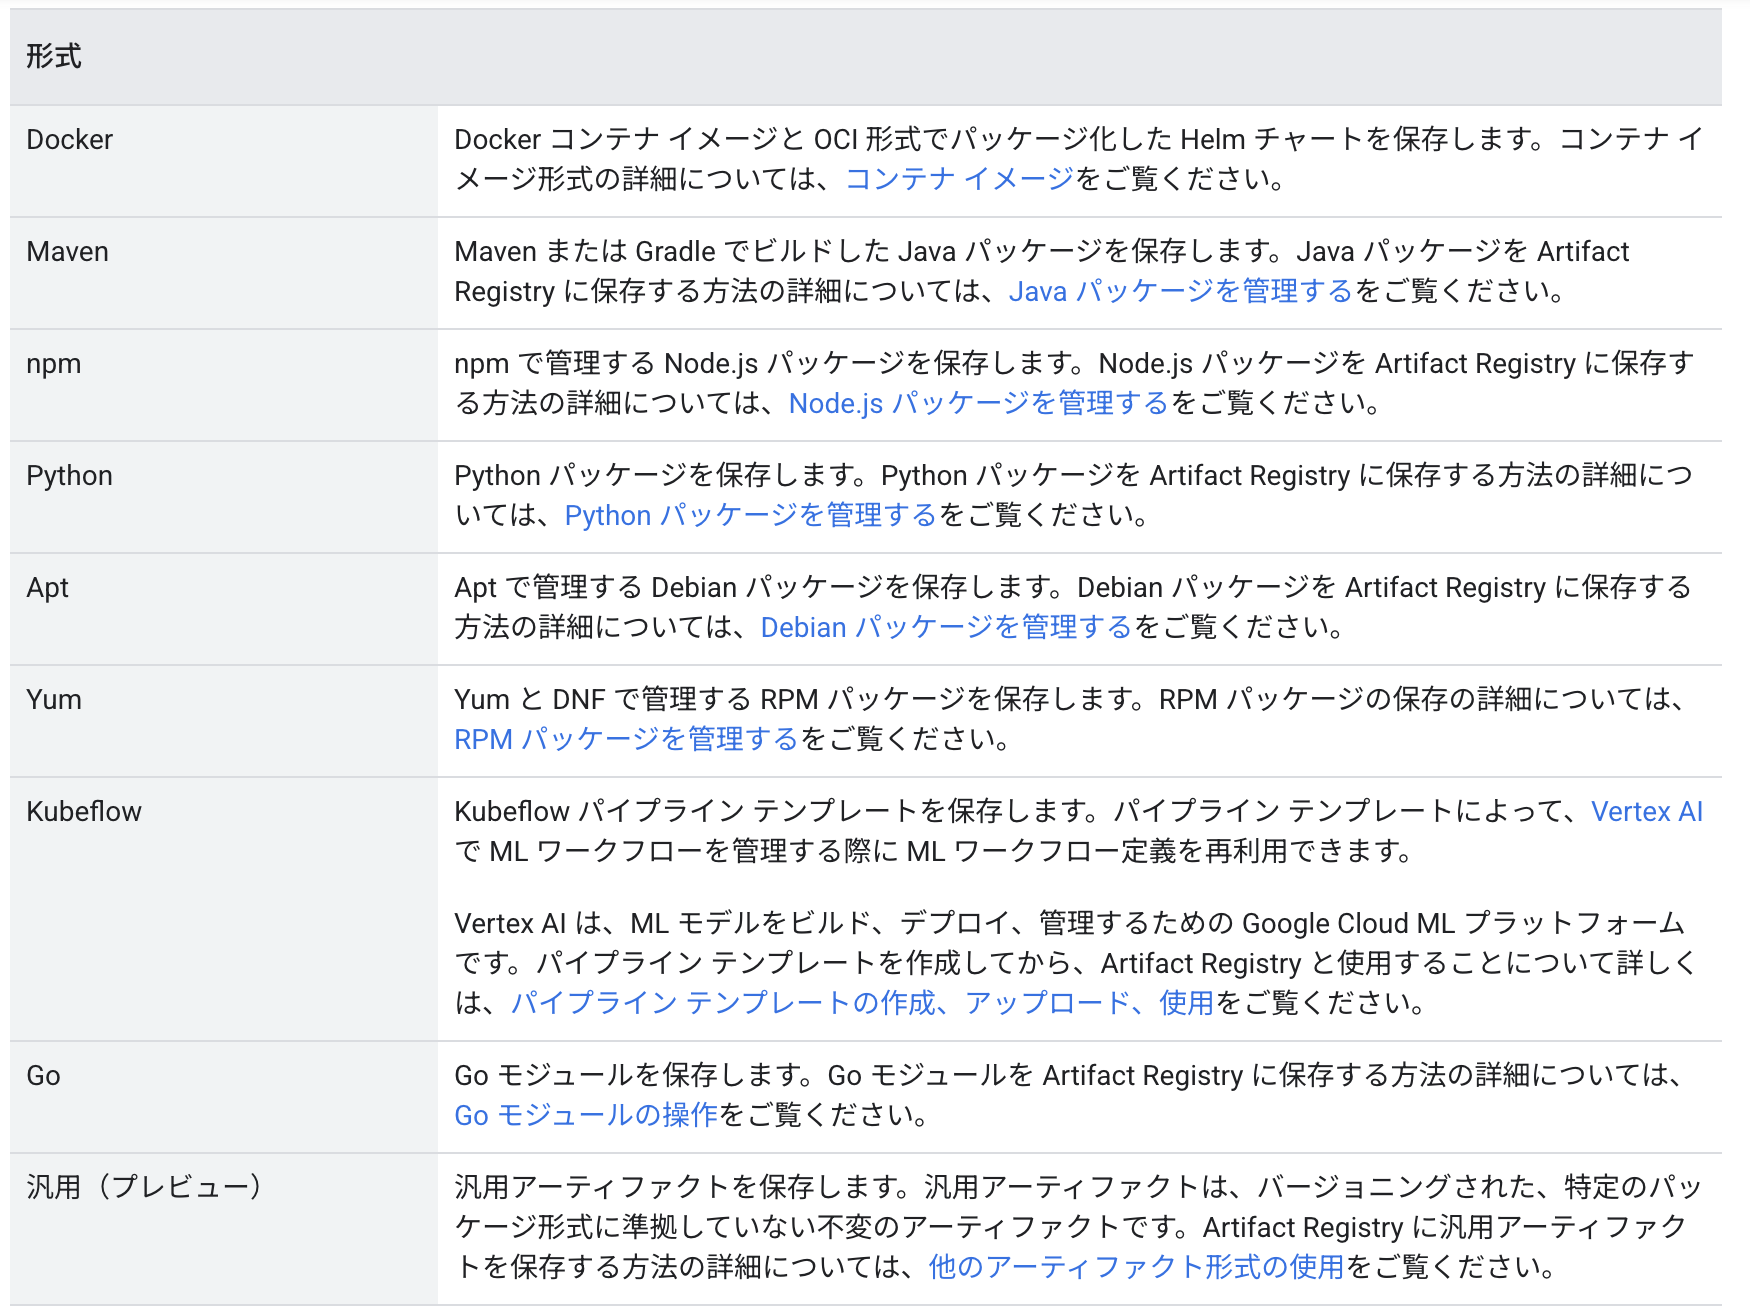 形式
Docker
Docker コンテナ イメージと OCI 形式でパッケージ化した Helm チャートを保存します。コンテナ イ
メージ形式の詳細については、コンテナ イメージをご覧ください。
Maven
Maven または Gradle でビルドした Java パッケージを保存します。Java パッケージを Artifact
Registry に保存する方法の詳細については、Java パッケージを管理するをご覧ください。
npm
npm で管理する Node.js パッケージを保存します。Node.js パッケージを Artifact Registry に保存す
る方法の詳細については、Node.js パッケージを管理するをご覧ください。
Python
Python パッケージを保存します。Python パッケージを Artifact Registry に保存する方法の詳細につ
いては、Python パッケージを管理するをご覧ください。
Apt
Apt で管理する Debian パッケージを保存します。Debian パッケージを Artifact Registry に保存する
方法の詳細については、Debian パッケージを管理するをご覧ください。
Yum
Yum と DNF で管理する RPM パッケージを保存します。RPM パッケージの保存の詳細については、
RPM パッケージを管理するをご覧ください。
Kubeflow
Kubeflow パイプライン テンプレートを保存します。パイプライン テンプレートによって、Vertex AI
で ML ワークフローを管理する際に ML ワークフロー定義を再利用できます。
Vertex AI は、ML モデルをビルド、デプロイ、管理するための Google Cloud ML プラットフォーム
です。パイプライン テンプレートを作成してから、Artifact Registry と使用することについて詳しく
は、パイプライン テンプレートの作成、アップロード、使用をご覧ください。
Go
Go モジュールを保存します。Go モジュールを Artifact Registry に保存する方法の詳細については、
Go モジュールの操作をご覧ください。
汎用（プレビュー）
汎用アーティファクトを保存します。汎用アーティファクトは、バージョニングされた、特定のパッ
ケージ形式に準拠していない不変のアーティファクトです。Artifact Registry に汎用アーティファク
トを保存する方法の詳細については、他のアーティファクト形式の使用をご覧ください。